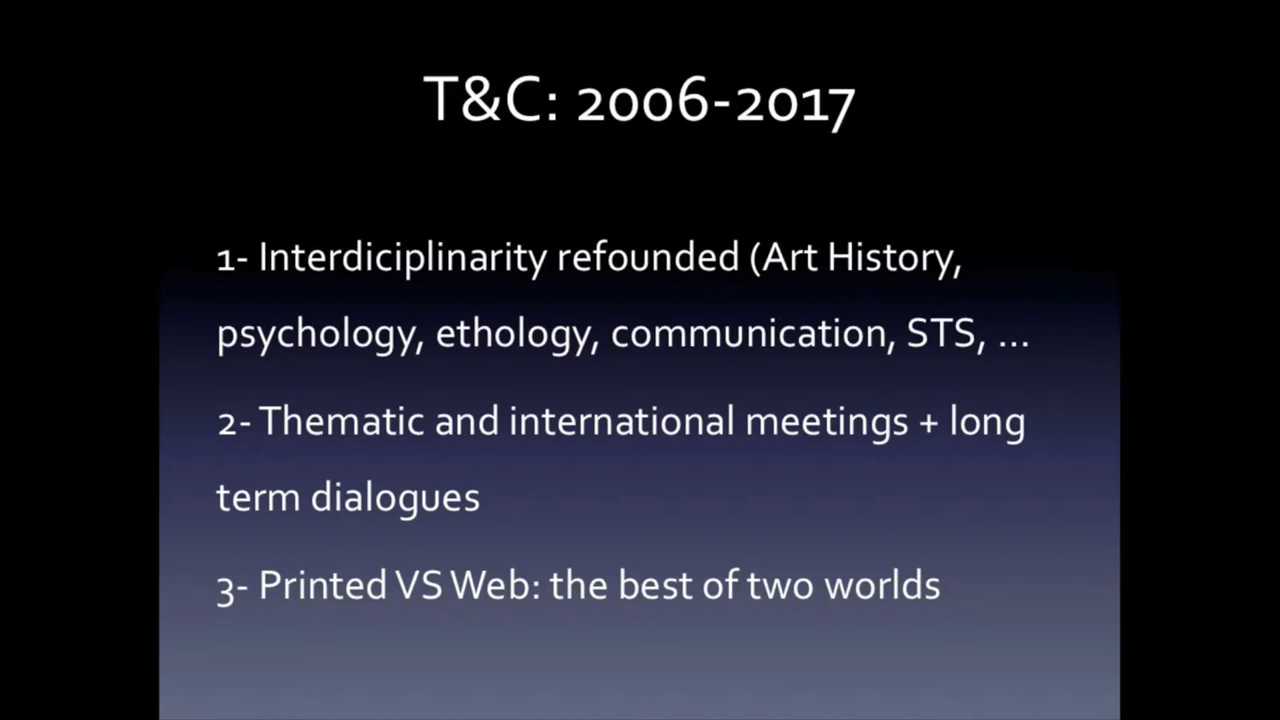 T&C: 2006-2017
1- Interdiciplinarity refounded (Art History,
psychology, ethology, communication, STS, ...
2- Thematic and international meetings + long
term dialogues
3- Printed VS Web: the best of two worlds